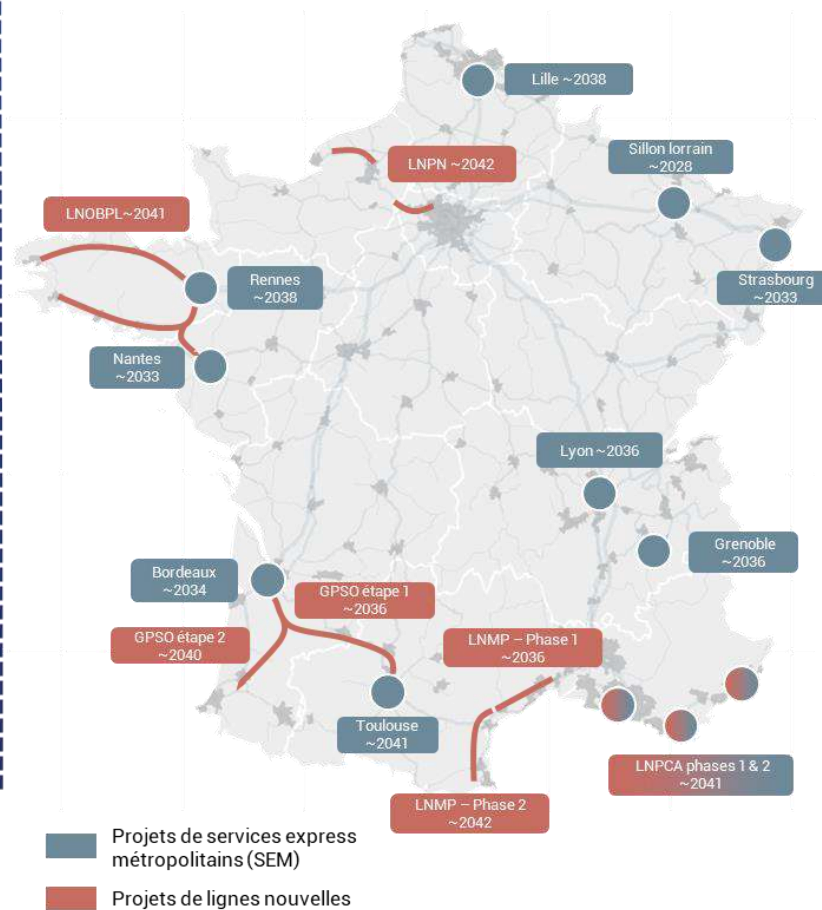 Lille ~2038
Sillon lorrain
~2028
LNPN ~2042
LNOBPL~2041
Strasbourg
~2033
Rennes
~2038
Nantes
~2033
Lyon ~2036
Grenoble
~2036
Bordeaux
~2034
GPSO étape 1
~2036
GPSO étape 2
~2040
LNMP – Phase 1
~2036
Toulouse
~2041
LNPCA phases 1 & 2
~2041
LNMP – Phase 2
~2042
Projets de services express
métropolitains (SEM)
Projets de lignes nouvelles